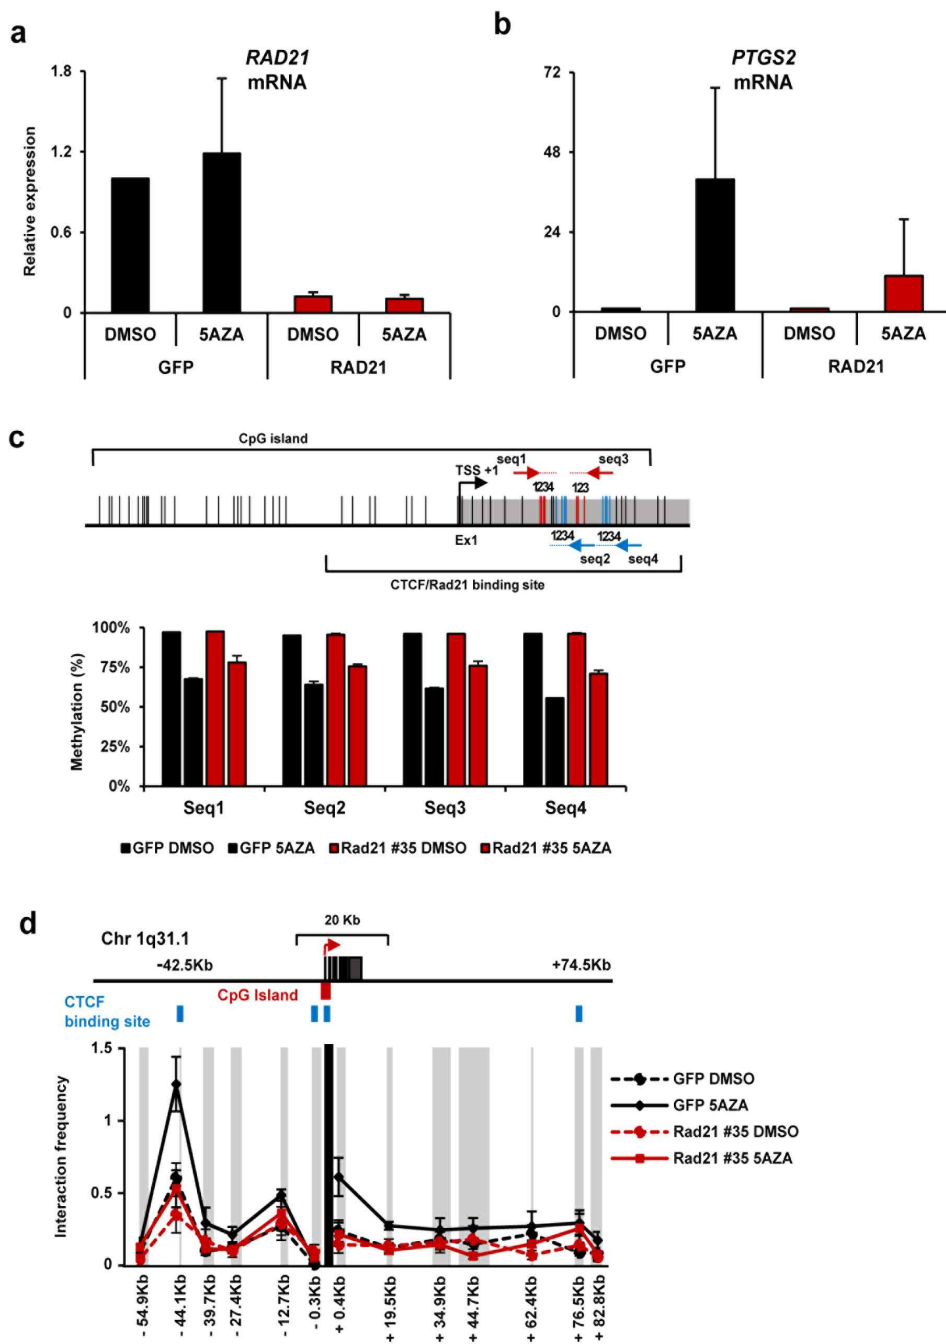 a
RAD21
mRNA
Relative expression
1.8
1.2
0.6
0
DMSO 5AZA DMSO 5AZA
GFP RAD21
b
PTGS2
mRNA
72
48
24
0
DMSO 5AZA DMSO 5AZA
GFP RAD21
c
CpG island
seq1 seq3
TSS +1
1234 123
Ex1
1234 1234
seq2 seq4
CTCF/Rad21 binding site
Methylation (%)
100%
75%
50%
25%
0%
Seq1 Seq2 Seq3 Seq4
GFP DMSO GFP 5AZA Rad21 #35 DMSO Rad21 #35 5AZA
d
20 Kb
Chr 1q31.1
-42.5Kb +74.5Kb
CpG Island
CTCF
binding site
Interaction frequency
1.5
1
0.5
0
GFP DMSO
GFP 5AZA
Rad21 #35 DMSO
Rad21 #35 5AZA
- 54.9Kb
- 44.1Kb
- 39.7Kb
- 27.4Kb
- 12.7Kb
- 0.3Kb
+ 0.4Kb
+ 19.5Kb
+ 34.9Kb
+ 44.7Kb
+ 62.4Kb
+ 76.5Kb
+ 82.8Kb